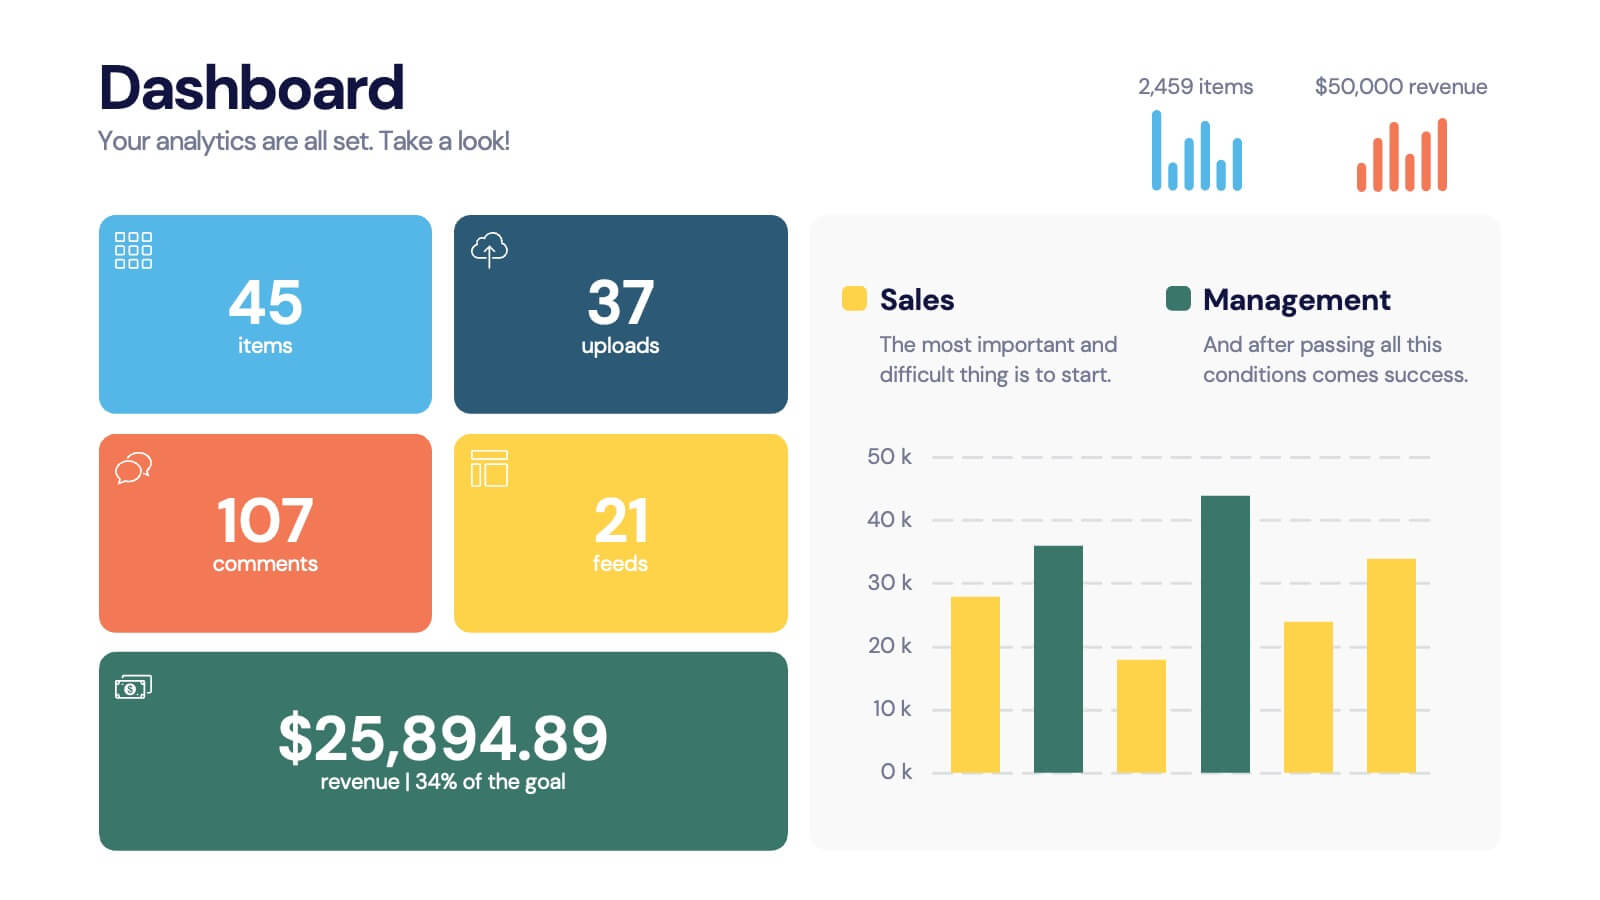 Dashboard
Your analytics are all set. Take a look!
2,459 items
$50,000 revenue
45
items
37
uploads
107
comments
21
feeds
$25,894.89
revenue | 34% of the goal
Sales
The most important and
difficult thing is to start.
Management
And after passing all this
conditions comes success.
50 k
40 k
30 k
20 k
10 k
0 k